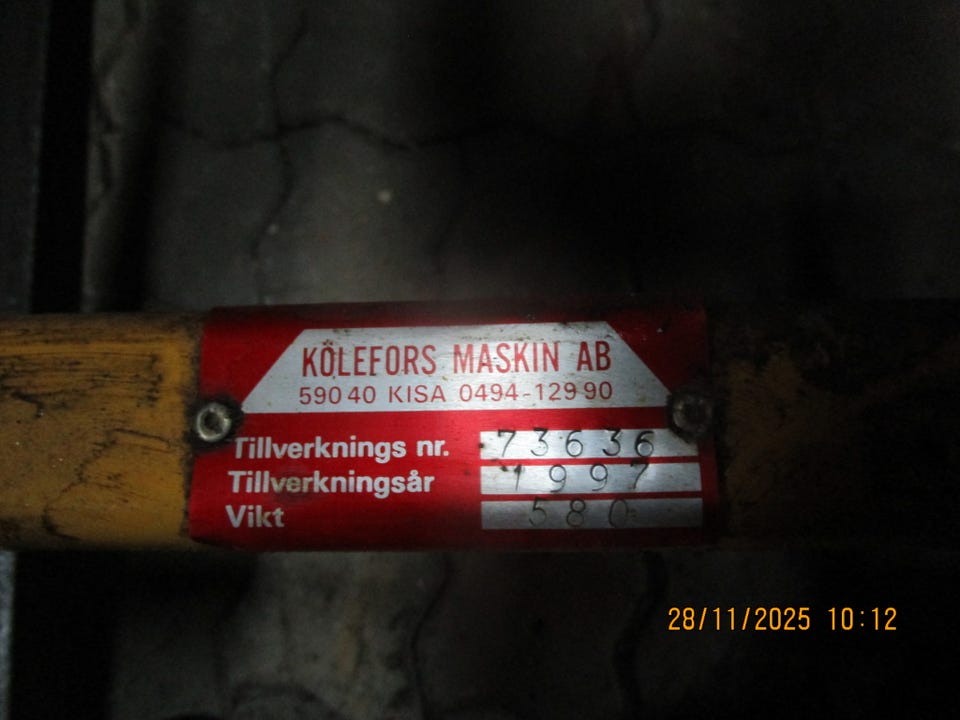 KÖLEFORS MASKIN AB
590 40 KISA 0494-129 90
Tillverknings nr. 73636
Tillverkningsår 1997
Vikt 580
28/11/2025 10:12